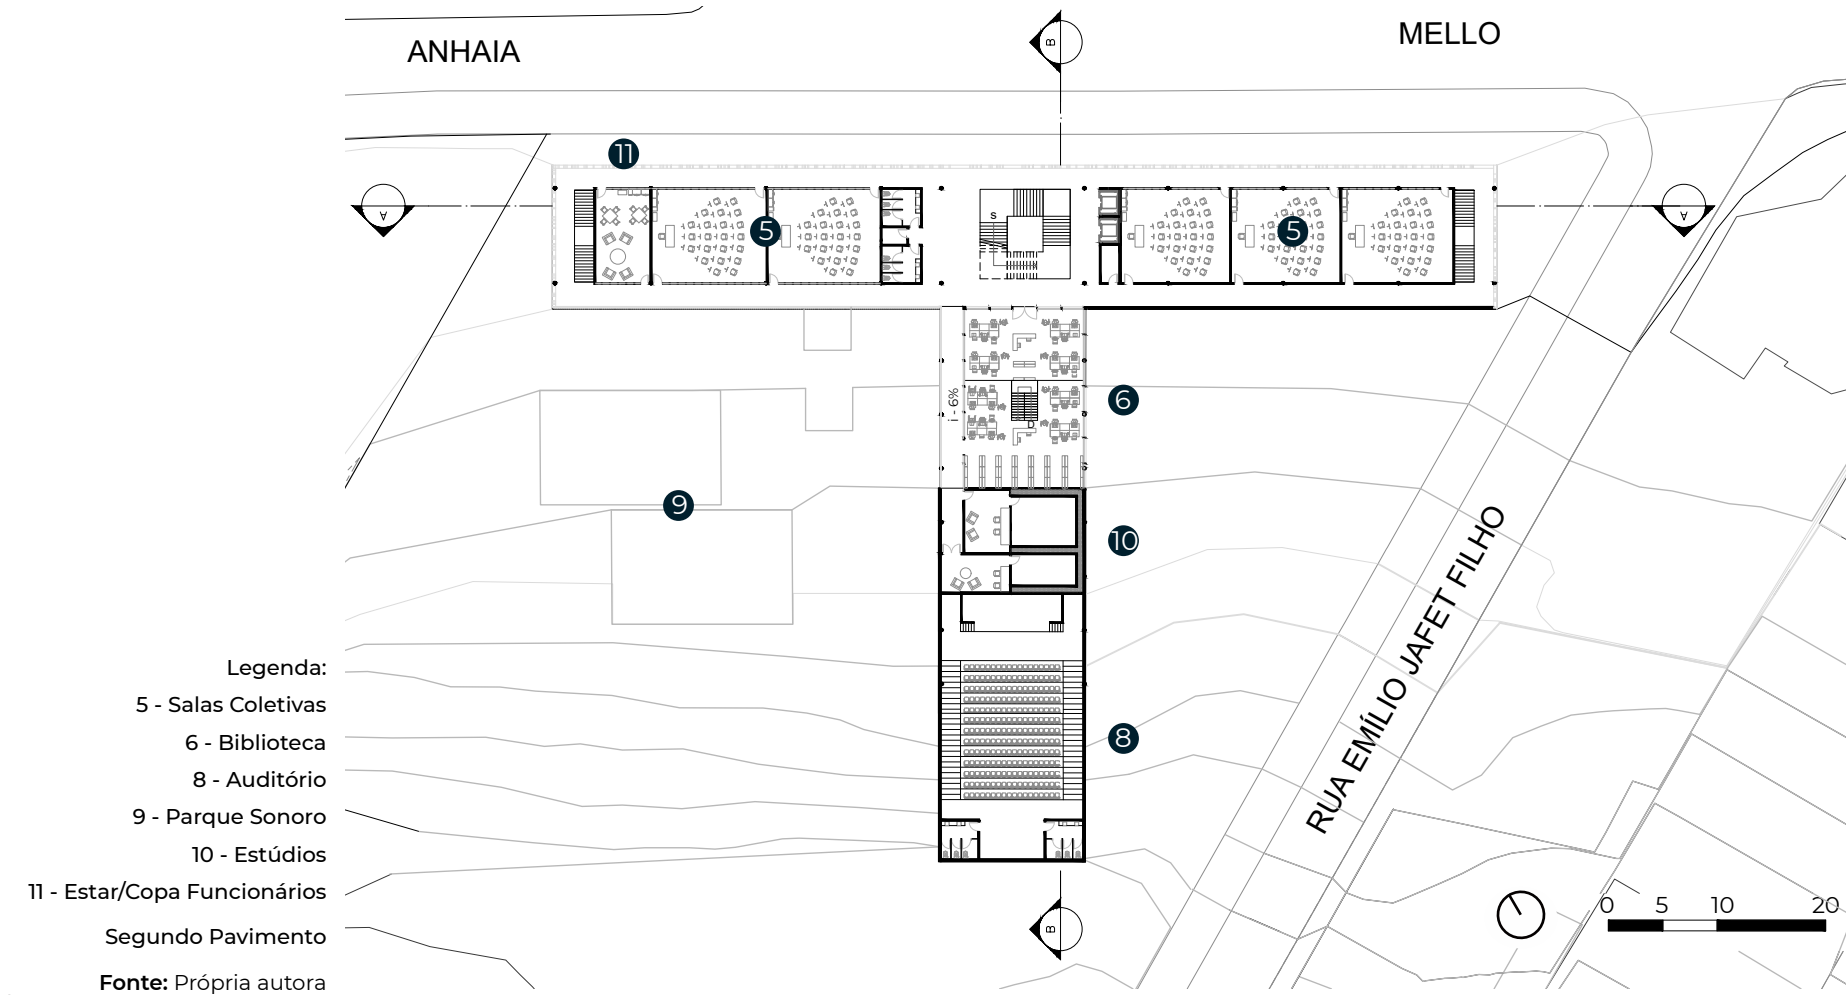 ANHAIA
MELLO
B
11
A
5
S
5
A
i - 6%
6
D
9
10
8
RUA EMÍLIO JAFET FILHO
Legenda:
5 - Salas Coletivas
6 - Biblioteca
8 - Auditório
9 - Parque Sonoro
10 - Estúdios
11 - Estar/Copa Funcionários
Segundo Pavimento
Fonte: Própria autora
B
0 5 10 20